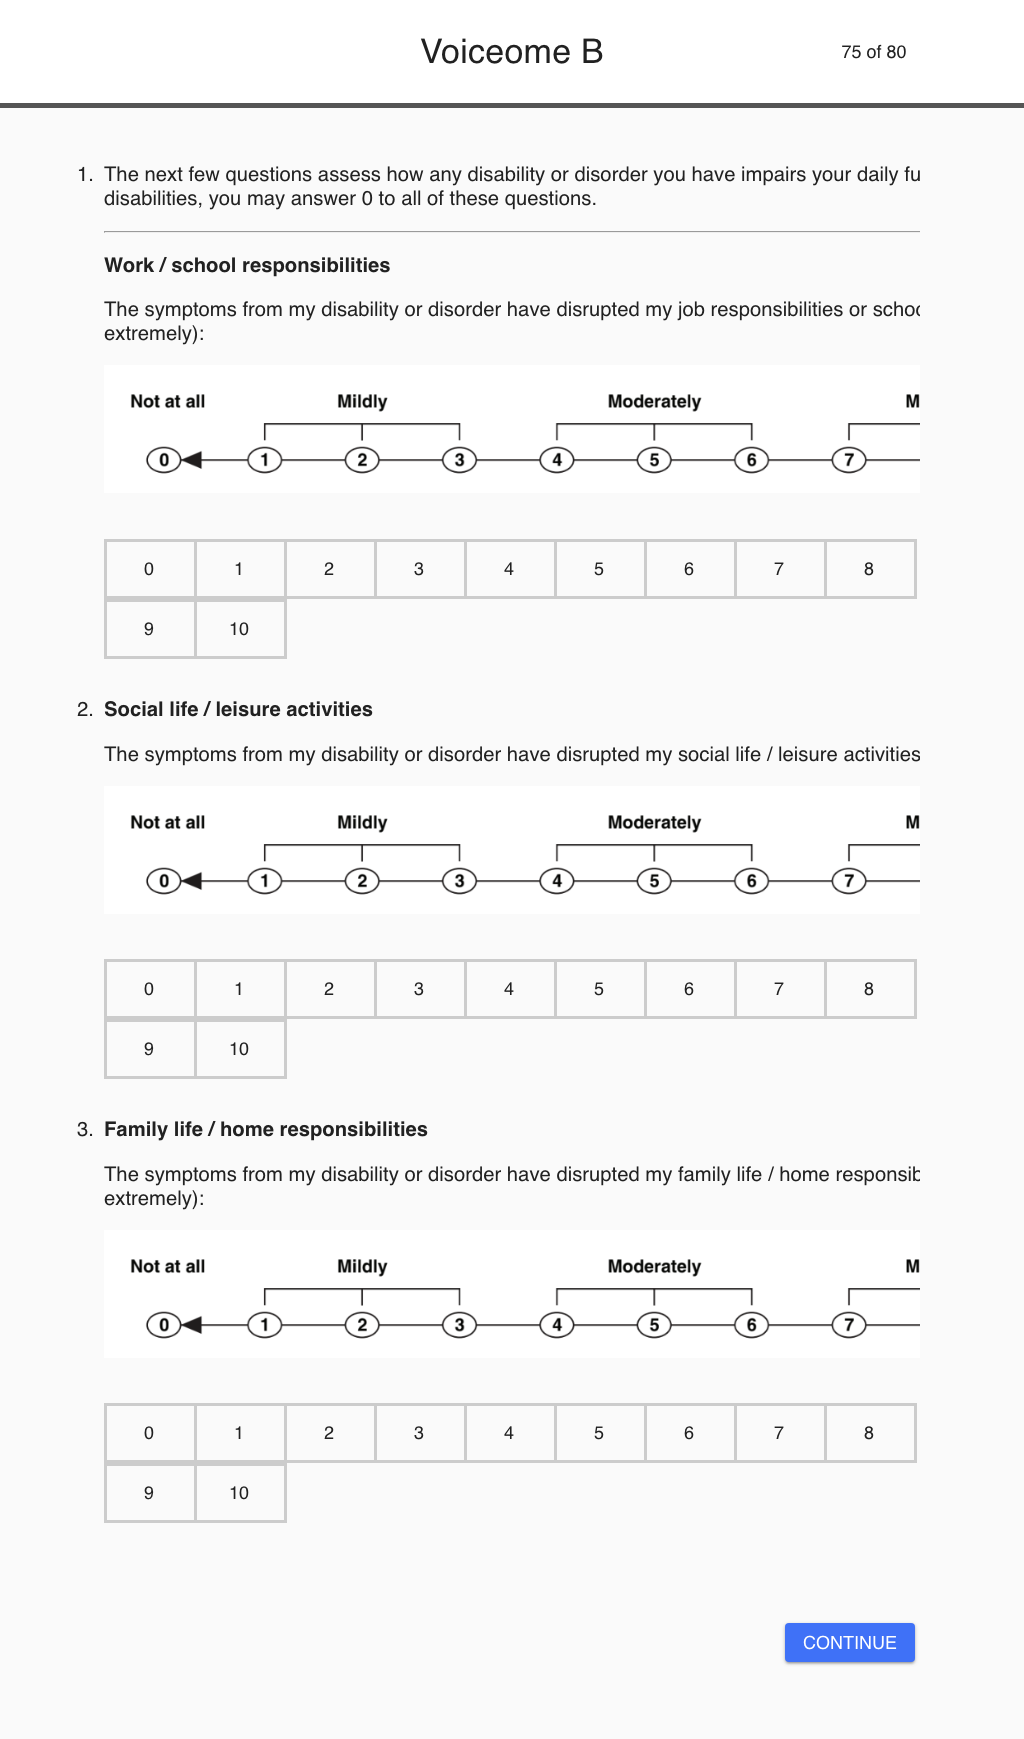 Voiceome B
75 of 80
1. The next few questions assess how any disability or disorder you have impairs your daily fu
disabilities, you may answer 0 to all of these questions.
Work / school responsibilities
The symptoms from my disability or disorder have disrupted my job responsibilities or schoo
extremely):
Not at all Mildly Moderately M
0 1 2 3 4 5 6 7
0 1 2 3 4 5 6 7 8
9 10
2. Social life / leisure activities
The symptoms from my disability or disorder have disrupted my social life / leisure activities
Not at all Mildly Moderately M
0 1 2 3 4 5 6 7
0 1 2 3 4 5 6 7 8
9 10
3. Family life / home responsibilities
The symptoms from my disability or disorder have disrupted my family life / home responsib
extremely):
Not at all Mildly Moderately M
0 1 2 3 4 5 6 7
0 1 2 3 4 5 6 7 8
9 10
CONTINUE